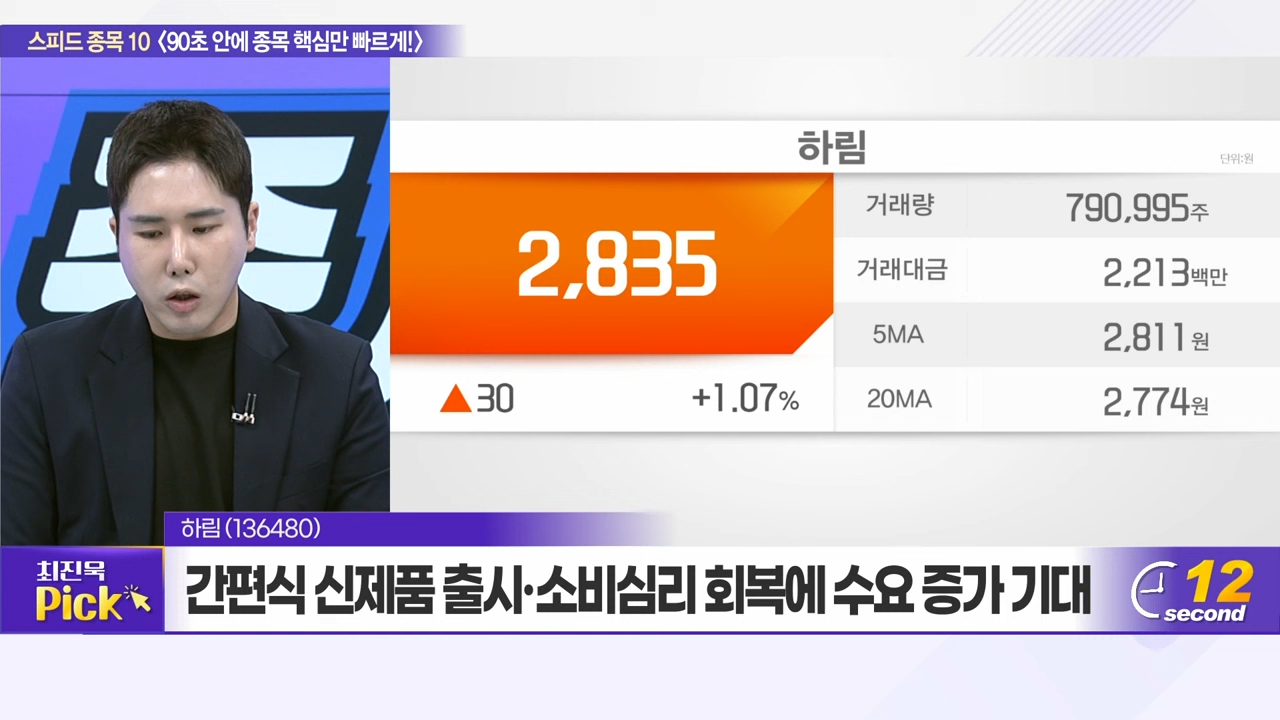 스피드 종목 10 〈90초 안에 종목 핵심만 빠르게!〉
하림
단위:원
2,835
▲30 +1.07%
거래량 790,995주
거래대금 2,213백만
5MA 2,811 원
20MA 2,774원
하림 (136480)
최진욱
Pick
간편식 신제품 출시·소비심리 회복에 수요 증가 기대
12
second